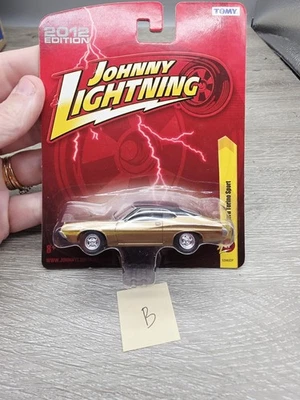 2012
EDITION
TOMY
JOHNNY
LIGHTNING
Torino Sport
B